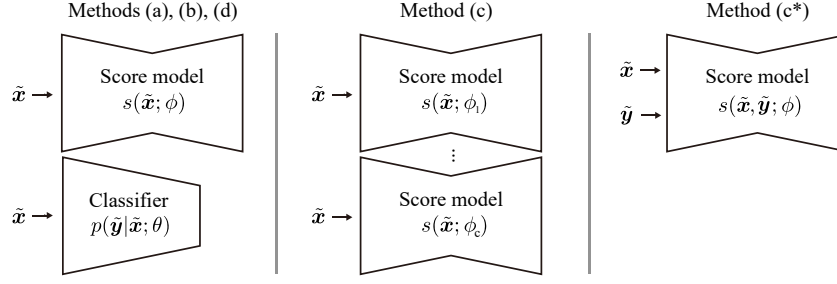 Methods (a), (b), (d)
x̃
Score model
s(x̃; ϕ)
x̃
Classifier
p(ỹ|x̃; θ)
Method (c)
x̃
Score model
s(x̃; ϕ₁)
⋮
x̃
Score model
s(x̃; ϕ_c)
Method (c*)
x̃
ỹ
Score model
s(x̃, ỹ; ϕ)